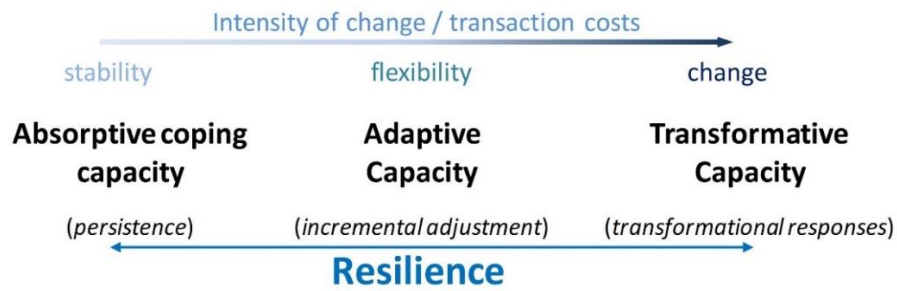 Intensity of change / transaction costs
stability flexibility change
Absorptive coping Adaptive Transformative
capacity Capacity Capacity
(persistence) (incremental adjustment) (transformational responses)
Resilience